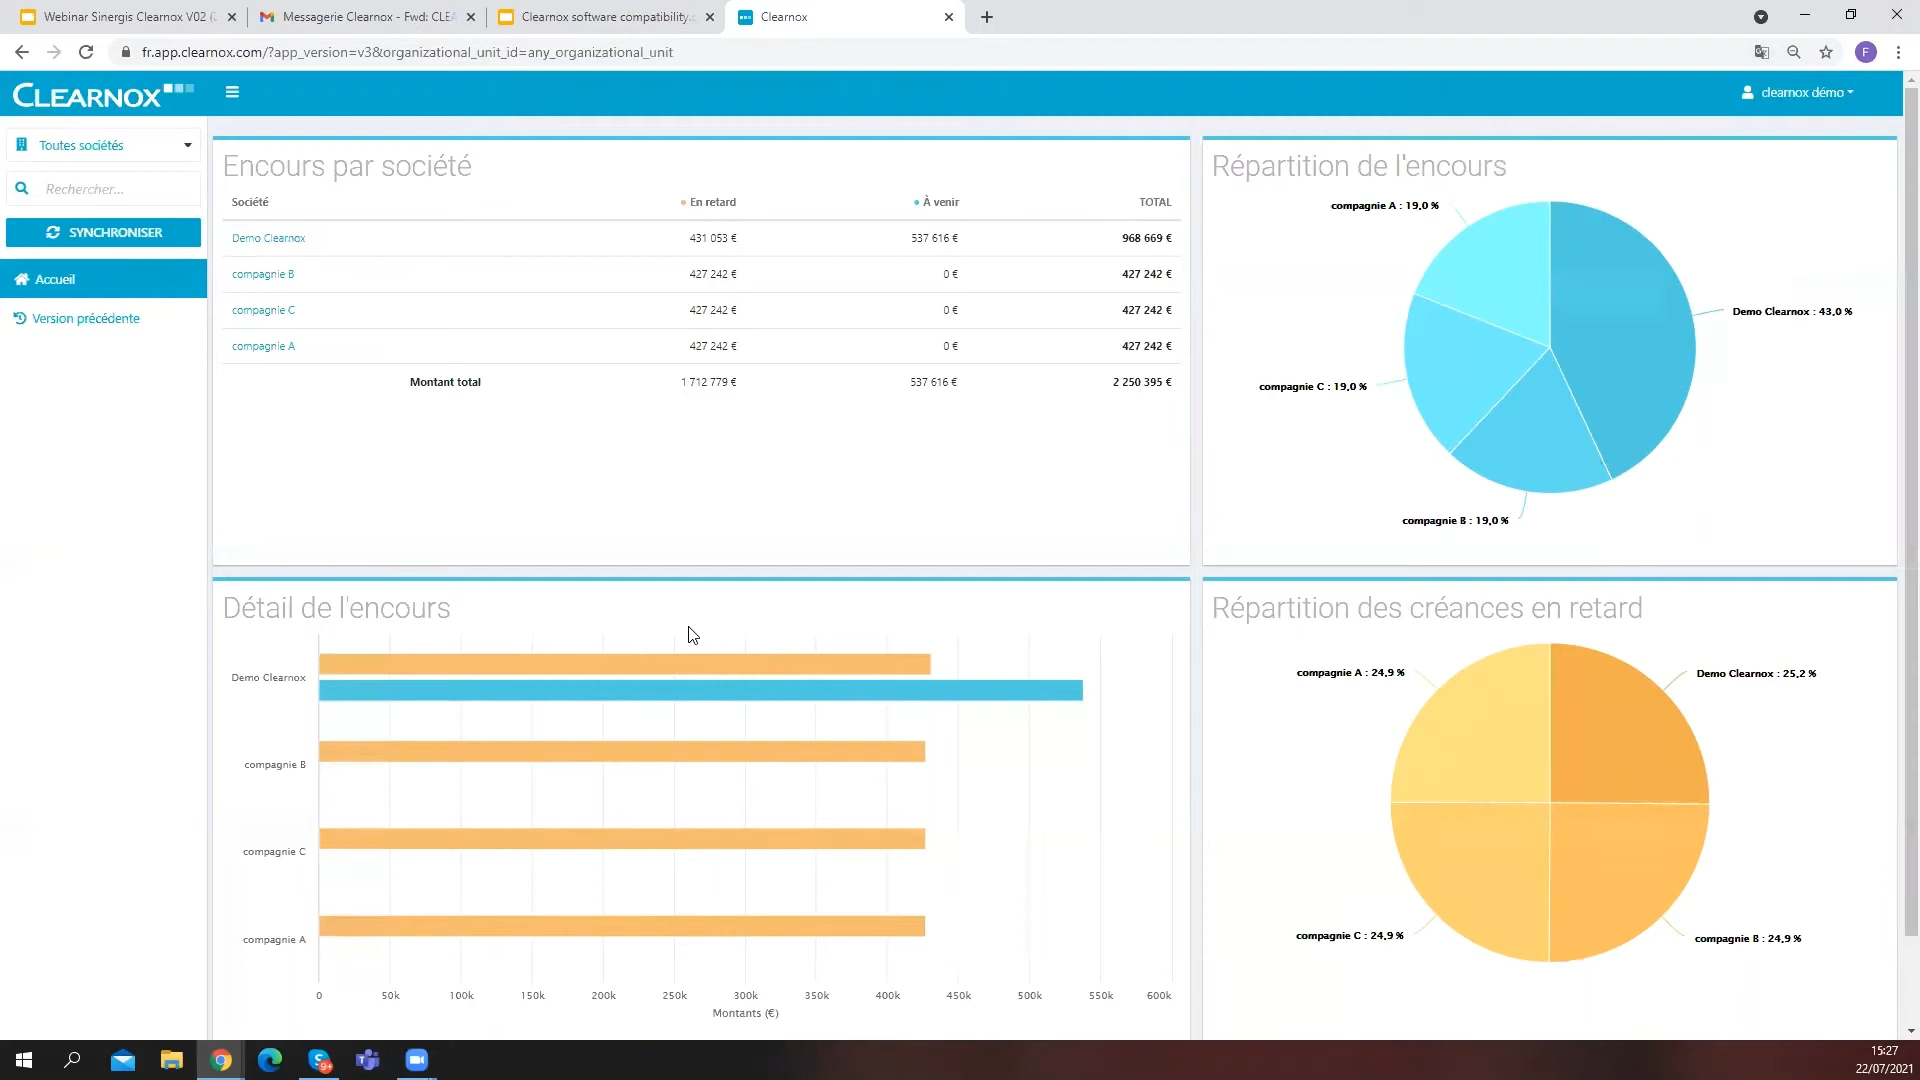 Webinar Sinergis Clearnox V02 (
Messagerie Clearnox - Fwd: CLEA
Clearnox software compatibility.
Clearnox
fr.app.clearnox.com/?app_version=v3&organizational_unit_id=any_organizational_unit
F
CLEARNOX
clearnox démo
Toutes sociétés
Rechercher...
SYNCHRONISER
Accueil
Version précédente
Encours par société
Société En retard À venir TOTAL
Demo Clearnox 431 053 € 537 616 € 968 669 €
compagnie B 427 242 € 0 € 427 242 €
compagnie C 427 242 € 0 € 427 242 €
compagnie A 427 242 € 0 € 427 242 €
Montant total 1 712 779 € 537 616 € 2 250 395 €
Répartition de l'encours
compagnie A : 19,0 %
Demo Clearnox : 43,0 %
compagnie C : 19,0 %
compagnie B : 19,0 %
Détail de l'encours
Demo Clearnox
compagnie B
compagnie C
compagnie A
0 50k 100k 150k 200k 250k 300k 350k 400k 450k 500k 550k 600k
Montants (€)
Répartition des créances en retard
compagnie A : 24,9 %
Demo Clearnox : 25,2 %
compagnie C : 24,9 %
compagnie B : 24,9 %
9+
15:27
22/07/2021